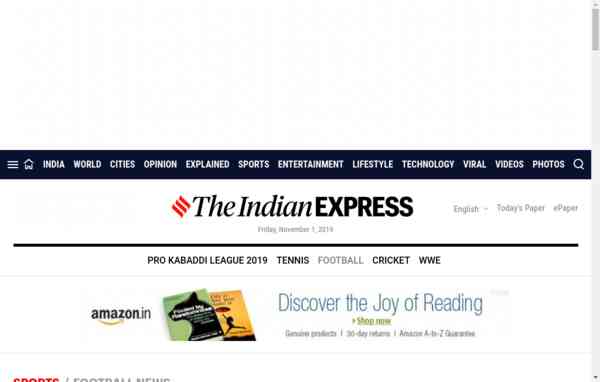 INDIA WORLD CITIES OPINION EXPLAINED SPORTS ENTERTAINMENT LIFESTYLE TECHNOLOGY VIRAL VIDEOS PHOTOS
The Indian EXPRESS
English Today's Paper ePaper
Friday, November 1, 2019
PRO KABADDI LEAGUE 2019 TENNIS FOOTBALL CRICKET WWE
amazon.in
Discover the Joy of Reading
Shop now
Genuine products | 30-day returns | Amazon A-to-Z Guarantee
SPORTS / FOOTBALL NEWS